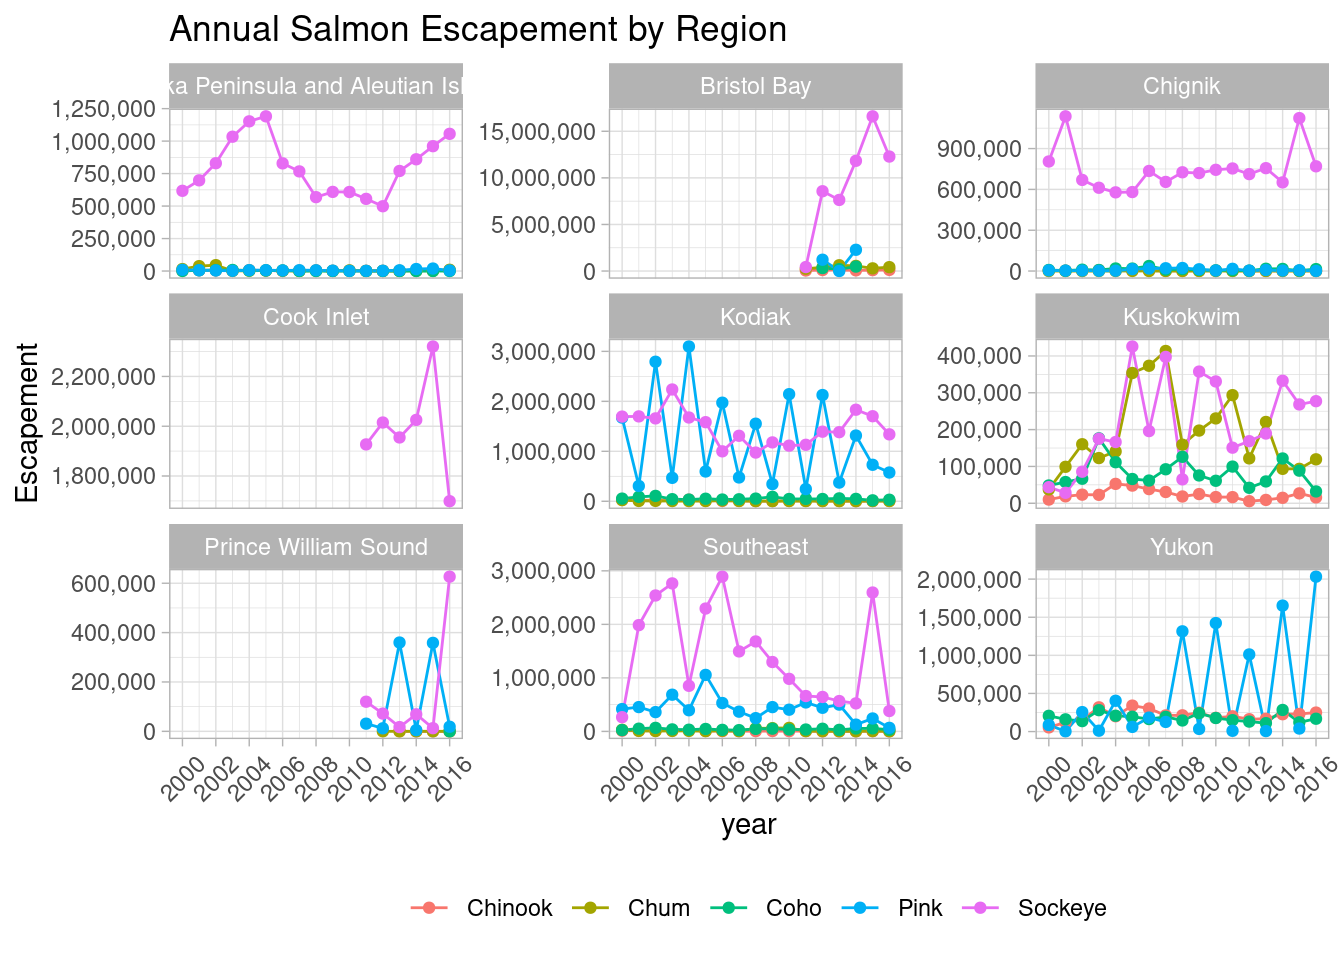 Annual Salmon Escapement by Region
Peninsula and Aleutian
Bristol Bay
Chignik
1,250,000
1,000,000
750,000
500,000
250,000
0
15,000,000
10,000,000
5,000,000
0
900,000
600,000
300,000
0
Cook Inlet
Kodiak
Kuskokwim
2,200,000
2,000,000
1,800,000
3,000,000
2,000,000
1,000,000
0
400,000
300,000
200,000
100,000
0
Escapement
Prince William Sound
Southeast
Yukon
600,000
400,000
200,000
0
3,000,000
2,000,000
1,000,000
0
2,000,000
1,500,000
1,000,000
500,000
0
2000 2002 2004 2006 2008 2010 2012 2014 2016
2000 2002 2004 2006 2008 2010 2012 2014 2016
2000 2002 2004 2006 2008 2010 2012 2014 2016
year
Chinook Chum Coho Pink Sockeye